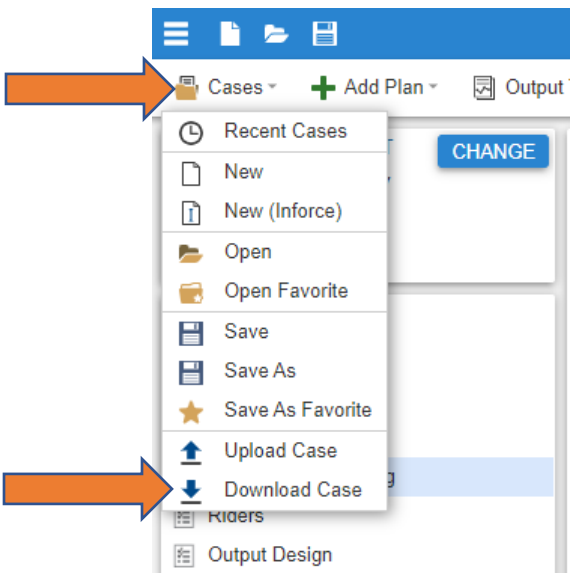 Cases
Add Plan
Output
CHANGE
Recent Cases
New
New (Inforce)
Open
Open Favorite
Save
Save As
Save As Favorite
Upload Case
Download Case
Riders
Output Design